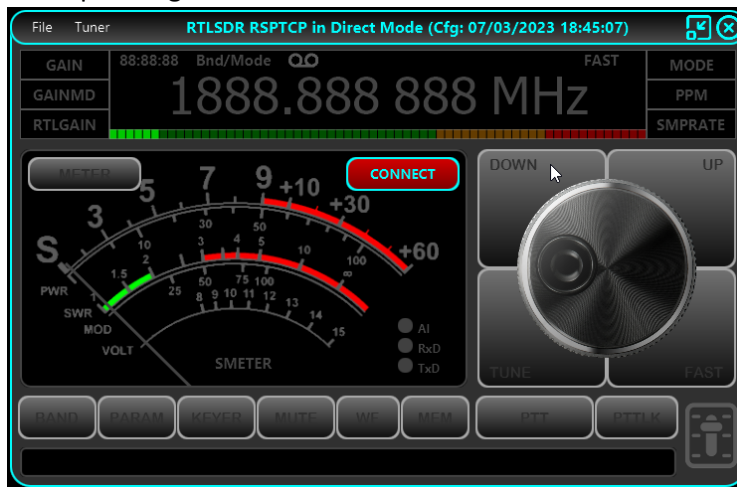 File Tuner RTLSDR RSPTCP in Direct Mode (Cfg: 07/03/2023 18:45:07)
GAIN 88:88:88 Bnd/Mode FAST MODE
GAINMD 1888.888 888 MHz PPM
RTLGAIN SMPRATE
METER CONNECT DOWN UP
S 3 5 7 9 +10 +30 +60
10 30 50 100
PWR
1 1.5 2 3 4 5 10 ∞
SWR
25 50 75 100
MOD
8 9 10 11 12 13 14 15
VOLT
SMETER
AI
RxD
TxD
TUNE FAST
BAND PARAM KEYER MUTE WF MEM PTT PTTLK